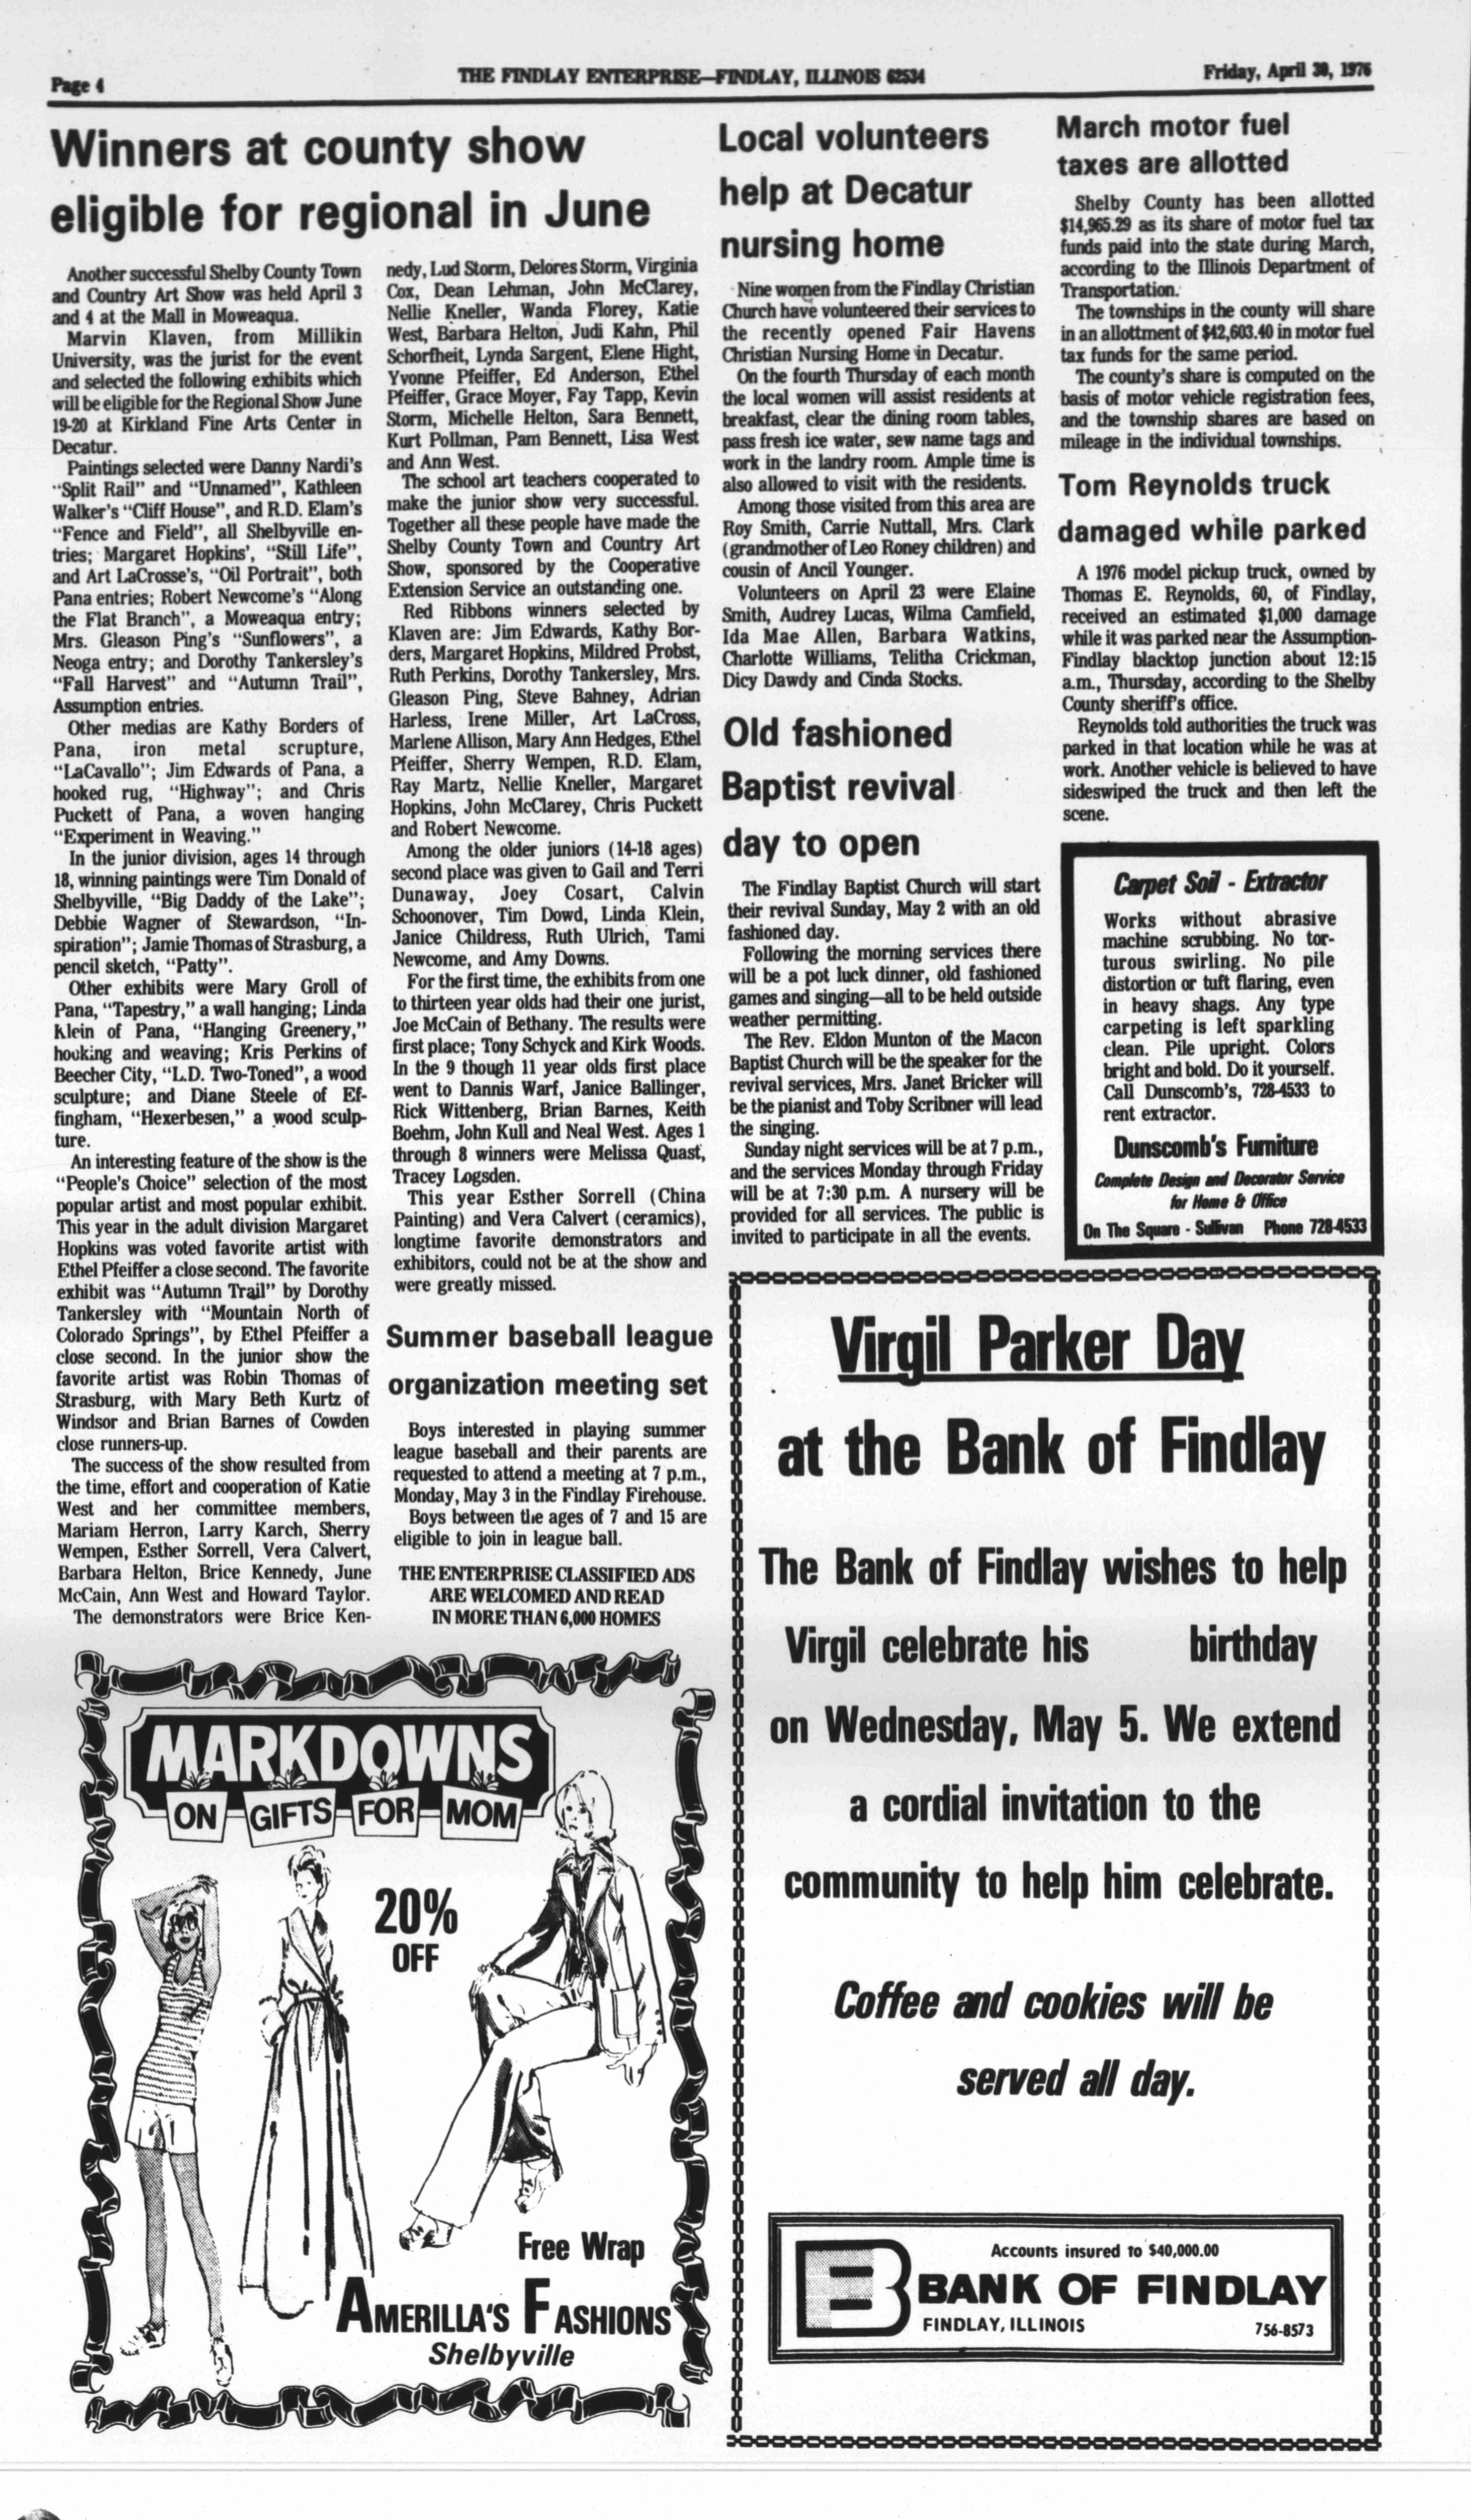 Page 4
THE FINDLAY ENTERPRISE—FINDLAY, ILLINOIS 62534
Friday, April 30, 1976
Winners at county show
eligible for regional in June
Another successful Shelby County Town
and Country Art Show was held April 3
and 4 at the Mall in Moweaqua.
Marvin Klaven, from Millikin
University, was the jurist for the event
and selected the following exhibits which
will be eligible for the Regional Show June
19-20 at Kirkland Fine Arts Center in
Decatur.
Paintings selected were Danny Nardi's
"Split Rail" and "Unnamed", Kathleen
Walker's "Cliff House", and R.D. Elam's
"Fence and Field", all Shelbyville en-
tries; Margaret Hopkins', "Still Life",
and Art LaCrosse's, "Oil Portrait", both
Pana entries; Robert Newcome's "Along
the Flat Branch", a Moweaqua entry;
Mrs. Gleason Ping's "Sunflowers", a
Neoga entry; and Dorothy Tankersley's
"Fall Harvest" and "Autumn Trail",
Assumption entries.
Other medias are Kathy Borders of
Pana, iron metal scrupture,
"LaCavallo"; Jim Edwards of Pana, a
hooked rug, "Highway"; and Chris
Puckett of Pana, a woven hanging
"Experiment in Weaving."
In the junior division, ages 14 through
18, winning paintings were Tim Donald of
Shelbyville, "Big Daddy of the Lake";
Debbie Wagner of Stewardson, "In-
spiration"; Jamie Thomas of Strasburg, a
pencil sketch, "Patty".
Other exhibits were Mary Groll of
Pana, "Tapestry," a wall hanging; Linda
Klein of Pana, "Hanging Greenery,"
hooking and weaving; Kris Perkins of
Beecher City, "L.D. Two-Toned", a wood
sculpture; and Diane Steele of Ef-
fingham, "Hexerbesen," a wood sculp-
ture.
An interesting feature of the show is the
"People's Choice" selection of the most
popular artist and most popular exhibit.
This year in the adult division Margaret
Hopkins was voted favorite artist with
Ethel Pfeiffer a close second. The favorite
exhibit was "Autumn Trail" by Dorothy
Tankersley with "Mountain North of
Colorado Springs", by Ethel Pfeiffer a
close second. In the junior show the
favorite artist was Robin Thomas of
Strasburg, with Mary Beth Kurtz of
Windsor and Brian Barnes of Cowden
close runners-up.
The success of the show resulted from
the time, effort and cooperation of Katie
West and her committee members,
Mariam Herron, Larry Karch, Sherry
Wempen, Esther Sorrell, Vera Calvert,
Barbara Helton, Brice Kennedy, June
McCain, Ann West and Howard Taylor.
The demonstrators were Brice Ken-
nedy, Lud Storm, Delores Storm, Virginia
Cox, Dean Lehman, John McClarey,
Nellie Kneller, Wanda Florey, Katie
West, Barbara Helton, Judi Kahn, Phil
Schorfheit, Lynda Sargent, Elene Hight,
Yvonne Pfeiffer, Ed Anderson, Ethel
Pfeiffer, Grace Moyer, Fay Tapp, Kevin
Storm, Michelle Helton, Sara Bennett,
Kurt Pollman, Pam Bennett, Lisa West
and Ann West.
The school art teachers cooperated to
make the junior show very successful.
Together all these people have made the
Shelby County Town and Country Art
Show, sponsored by the Cooperative
Extension Service an outstanding one.
Red Ribbons winners selected by
Klaven are: Jim Edwards, Kathy Bor-
ders, Margaret Hopkins, Mildred Probst,
Ruth Perkins, Dorothy Tankersley, Mrs.
Gleason Ping, Steve Bahney, Adrian
Harless, Irene Miller, Art LaCross,
Marlene Allison, Mary Ann Hedges, Ethel
Pfeiffer, Sherry Wempen, R.D. Elam,
Ray Martz, Nellie Kneller, Margaret
Hopkins, John McClarey, Chris Puckett
and Robert Newcome.
Among the older juniors (14-18 ages)
second place was given to Gail and Terri
Dunaway, Joey Cosart, Calvin
Schoonover, Tim Dowd, Linda Klein,
Janice Childress, Ruth Ulrich, Tami
Newcome, and Amy Downs.
For the first time, the exhibits from one
to thirteen year olds had their one jurist,
Joe McCain of Bethany. The results were
first place; Tony Schyck and Kirk Woods.
In the 9 though 11 year olds first place
went to Dannis Warf, Janice Ballinger,
Rick Wittenberg, Brian Barnes, Keith
Boehm, John Kull and Neal West. Ages 1
through 8 winners were Melissa Quast,
Tracey Logsden.
This year Esther Sorrell (China
Painting) and Vera Calvert (ceramics),
longtime favorite demonstrators and
exhibitors, could not be at the show and
were greatly missed.
Summer baseball league
organization meeting set
Boys interested in playing summer
league baseball and their parents are
requested to attend a meeting at 7 p.m.,
Monday, May 3 in the Findlay Firehouse.
Boys between the ages of 7 and 15 are
eligible to join in league ball.
THE ENTERPRISE CLASSIFIED ADS
ARE WELCOMED AND READ
IN MORE THAN 6,000 HOMES
Local volunteers
help at Decatur
nursing home
Nine women from the Findlay Christian
Church have volunteered their services to
the recently opened Fair Havens
Christian Nursing Home in Decatur.
On the fourth Thursday of each month
the local women will assist residents at
breakfast, clear the dining room tables,
pass fresh ice water, sew name tags and
work in the landry room. Ample time is
also allowed to visit with the residents.
Among those visited from this area are
Roy Smith, Carrie Nuttall, Mrs. Clark
(grandmother of Leo Roney children) and
cousin of Ancil Younger.
Volunteers on April 23 were Elaine
Smith, Audrey Lucas, Wilma Camfield,
Ida Mae Allen, Barbara Watkins,
Charlotte Williams, Telitha Crickman,
Dicy Dawdy and Cinda Stocks.
Old fashioned
Baptist revival
day to open
The Findlay Baptist Church will start
their revival Sunday, May 2 with an old
fashioned day.
Following the morning services there
will be a pot luck dinner, old fashioned
games and singing—all to be held outside
weather permitting.
The Rev. Eldon Munton of the Macon
Baptist Church will be the speaker for the
revival services, Mrs. Janet Bricker will
be the pianist and Toby Scribner will lead
the singing.
Sunday night services will be at 7 p.m.,
and the services Monday through Friday
will be at 7:30 p.m. A nursery will be
provided for all services. The public is
invited to participate in all the events.
March motor fuel
taxes are allotted
Shelby County has been allotted
$14,965.29 as its share of motor fuel tax
funds paid into the state during March,
according to the Illinois Department of
Transportation.
The townships in the county will share
in an allottment of $42,603.40 in motor fuel
tax funds for the same period.
The county's share is computed on the
basis of motor vehicle registration fees,
and the township shares are based on
mileage in the individual townships.
Tom Reynolds truck
damaged while parked
A 1976 model pickup truck, owned by
Thomas E. Reynolds, 60, of Findlay,
received an estimated $1,000 damage
while it was parked near the Assumption-
Findlay blacktop junction about 12:15
a.m., Thursday, according to the Shelby
County sheriff's office.
Reynolds told authorities the truck was
parked in that location while he was at
work. Another vehicle is believed to have
sideswiped the truck and then left the
scene.
Carpet Soil - Extractor
Works without abrasive
machine scrubbing. No tor-
turous swirling. No pile
distortion or tuft flaring, even
in heavy shags. Any type
carpeting is left sparkling
clean. Pile upright. Colors
bright and bold. Do it yourself.
Call Dunscomb's, 728-4533 to
rent extractor.
Dunscomb's Furniture
Complete Design and Decorator Service
for Home & Office
On The Square - Sullivan Phone 728-4533
MARKDOWNS
ON GIFTS FOR MOM
20%
OFF
Free Wrap
AMERILLA'S FASHIONS
Shelbyville
Virgil Parker Day
at the Bank of Findlay
The Bank of Findlay wishes to help
Virgil celebrate his birthday
on Wednesday, May 5. We extend
a cordial invitation to the
community to help him celebrate.
Coffee and cookies will be
served all day.
B
Accounts insured to $40,000.00
BANK OF FINDLAY
FINDLAY, ILLINOIS
756-8573